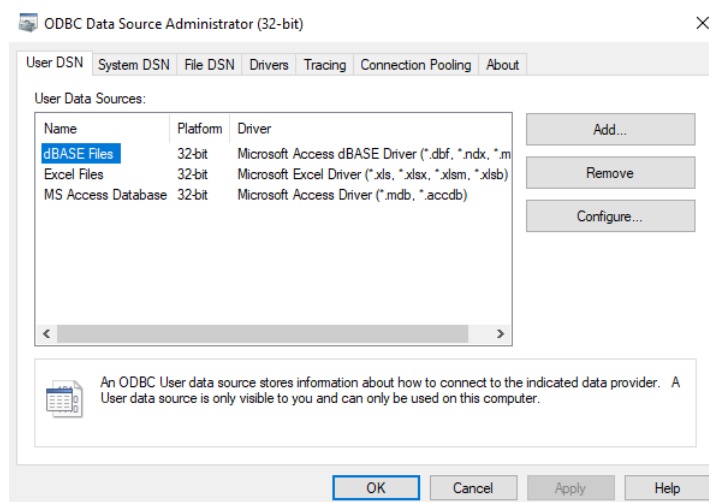 ODBC Data Source Administrator (32-bit)
User DSN System DSN File DSN Drivers Tracing Connection Pooling About
User Data Sources:
Name Platform Driver
dBASE Files 32-bit Microsoft Access dBASE Driver (*.dbf, *.ndx, *.m
Excel Files 32-bit Microsoft Excel Driver (*.xls, *.xlsx, *.xlsm, *.xlsb)
MS Access Database 32-bit Microsoft Access Driver (*.mdb, *.accdb)
Add...
Remove
Configure...
An ODBC User data source stores information about how to connect to the indicated data provider. A
User data source is only visible to you and can only be used on this computer.
OK Cancel Apply Help